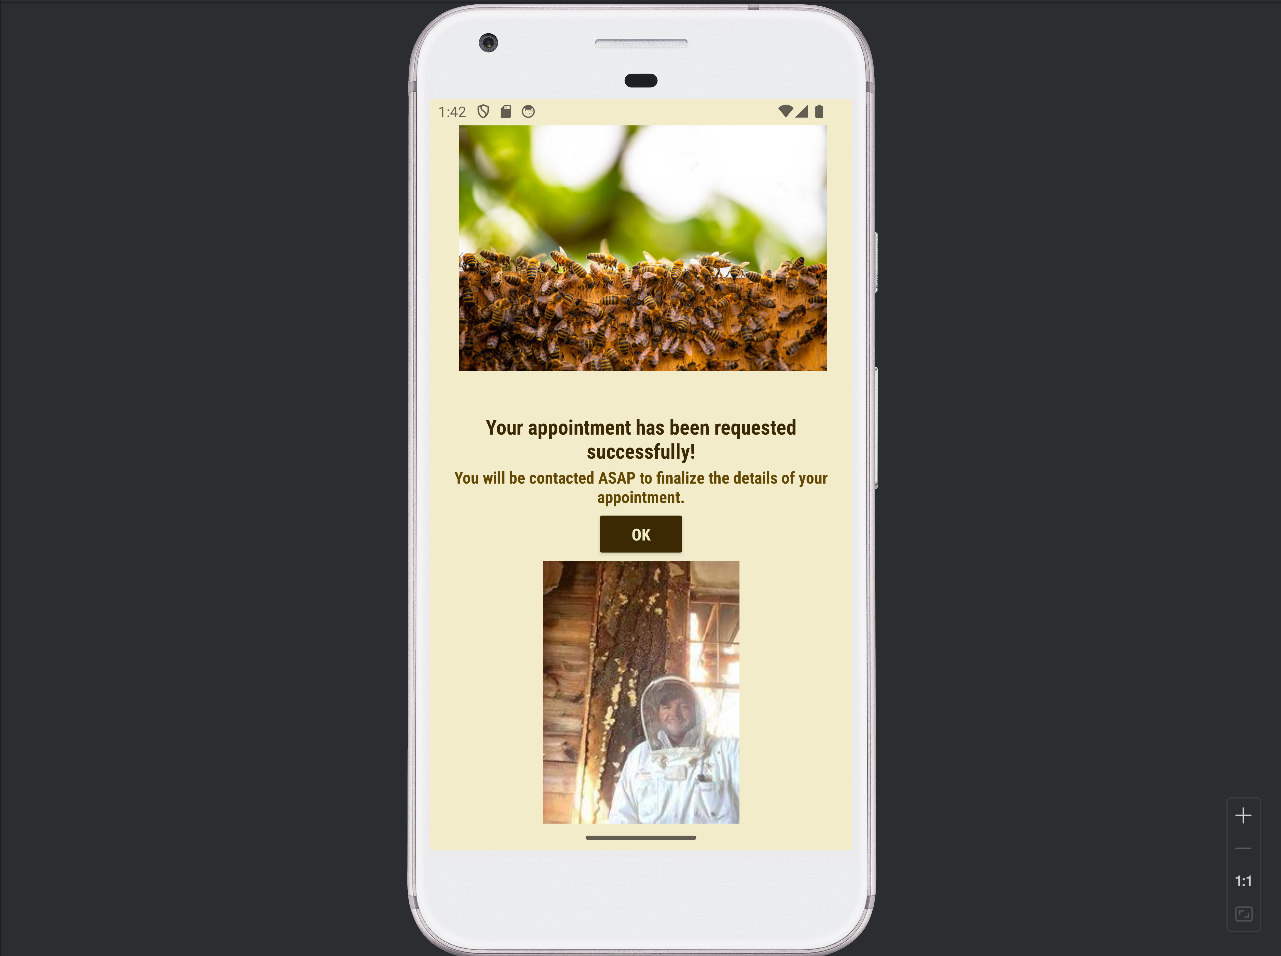 1:42
Your appointment has been requested
successfully!
You will be contacted ASAP to finalize the details of your
appointment.
OK
1:1